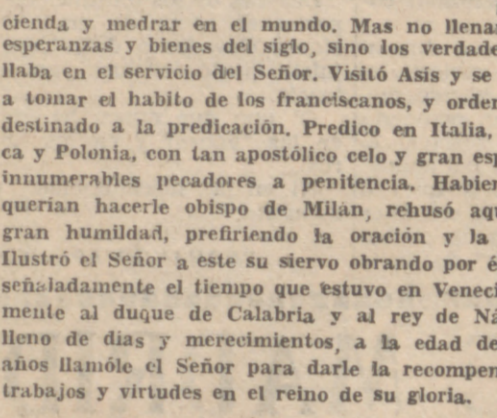 cienda y medrar en el mundo. Mas no llena
esperanzas y bienes del siglo, sino los verdade
llaba en el servicio del Señor. Visitó Asís y se
a tomar el habito de los franciscanos, y orden
destinado a la predicación. Predico en Italia,
ca y Polonia, con tan apostólico celo y gran esp
innumerables pecadores a penitencia. Habien
querían hacerle obispo de Milán, rehusó aqu
gran humildad, prefiriendo la oración y la
Ilustró el Señor a este su siervo obrando por é
señaladamente el tiempo que estuvo en Veneci
mente al duque de Calabria y al rey de Ná
lleno de dias y merecimientos, a la edad de
años llamóle el Señor para darle la recompen
trabajos y virtudes en el reino de su gloria.